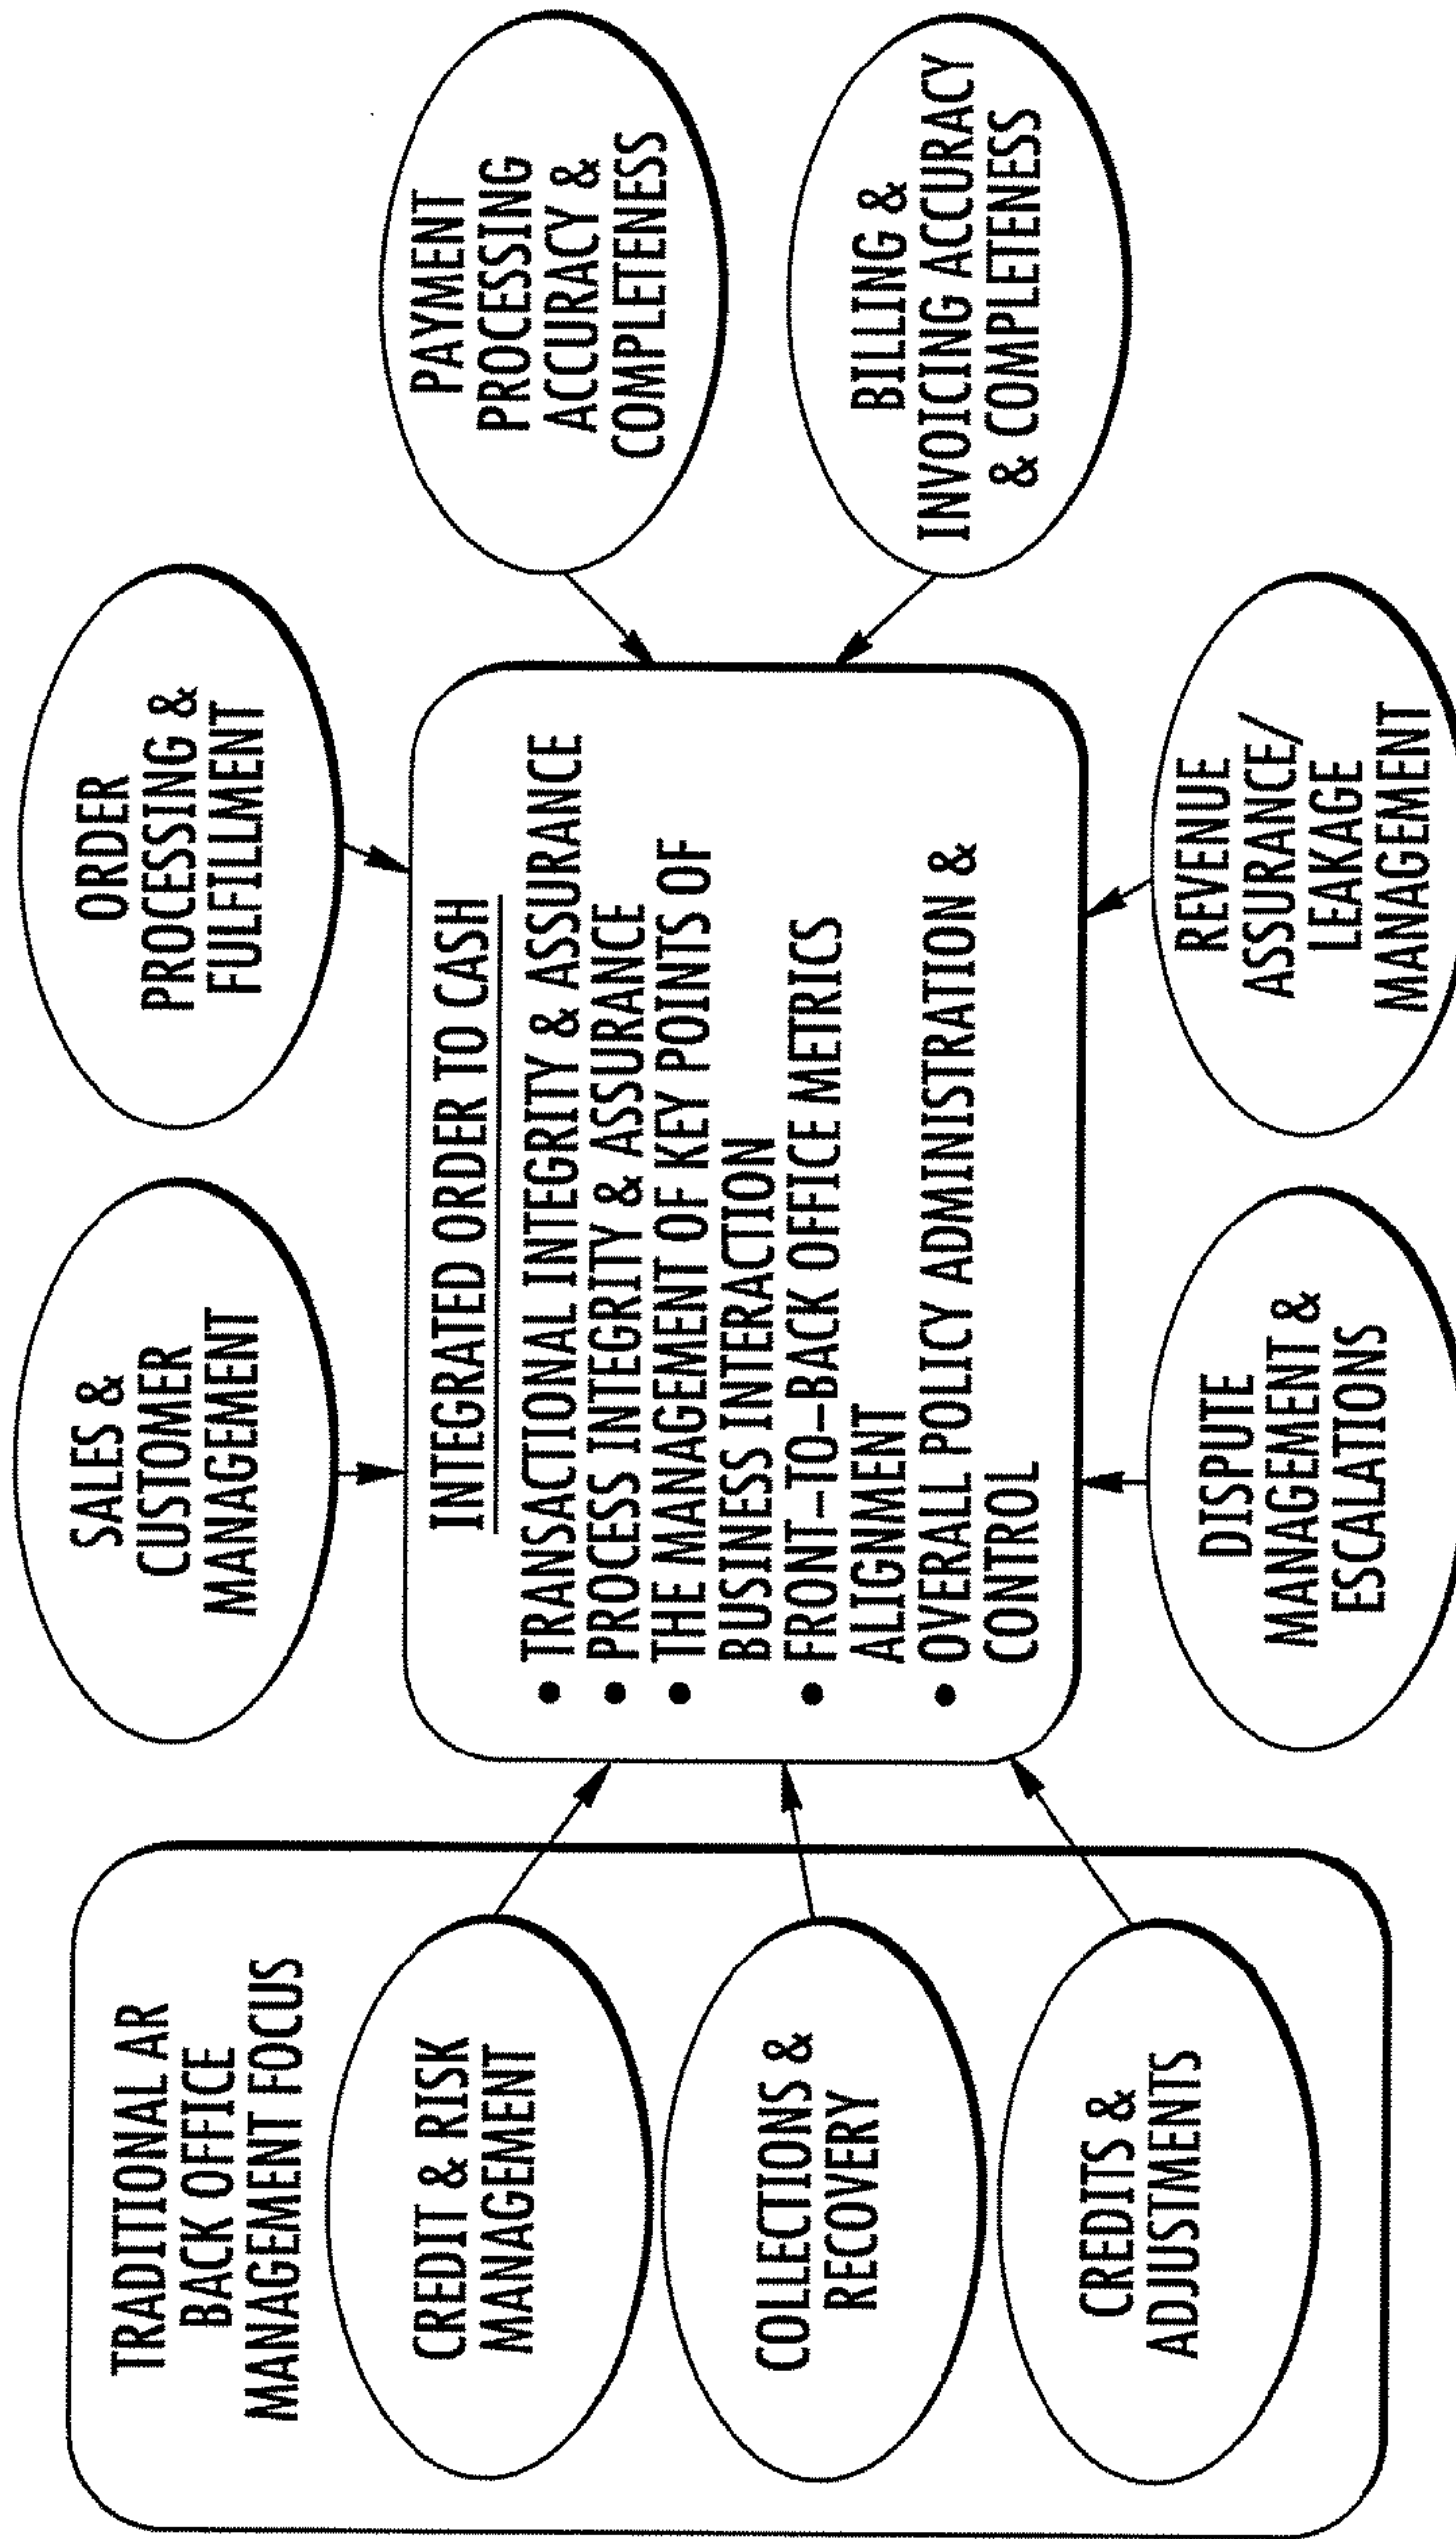 TRADITIONAL AR
BACK OFFICE
MANAGEMENT FOCUS
CREDIT & RISK
MANAGEMENT
COLLECTIONS &
RECOVERY
CREDITS &
ADJUSTMENTS
SALES &
CUSTOMER
MANAGEMENT
ORDER
PROCESSING &
FULFILLMENT
INTEGRATED ORDER TO CASH
• TRANSACTIONAL INTEGRITY & ASSURANCE
• PROCESS INTEGRITY & ASSURANCE
• THE MANAGEMENT OF KEY POINTS OF
BUSINESS INTERACTION
• FRONT-TO-BACK OFFICE METRICS
ALIGNMENT
• OVERALL POLICY ADMINISTRATION &
CONTROL
DISPUTE
MANAGEMENT &
ESCALATIONS
REVENUE
ASSURANCE/
LEAKAGE
MANAGEMENT
PAYMENT
PROCESSING
ACCURACY &
COMPLETENESS
BILLING &
INVOICING ACCURACY
& COMPLETENESS